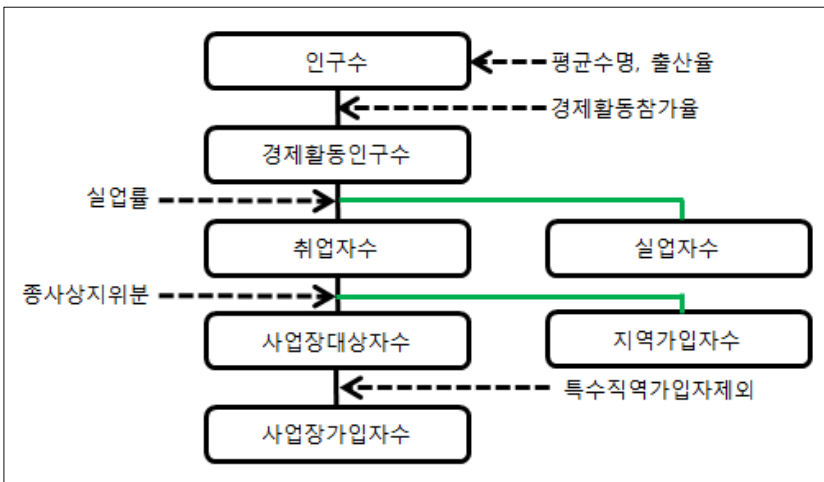 인구수
평균수명, 출산율
경제활동참가율
경제활동인구수
실업률
취업자수
실업자수
종사상지위분
사업장대상자수
지역가입자수
특수직역가입자제외
사업장가입자수